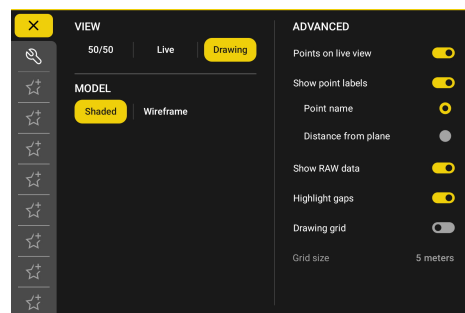 VIEW
50/50 Live Drawing
MODEL
Shaded Wireframe
ADVANCED
Points on live view
Show point labels
Point name
Distance from plane
Show RAW data
Highlight gaps
Drawing grid
Grid size 5 meters